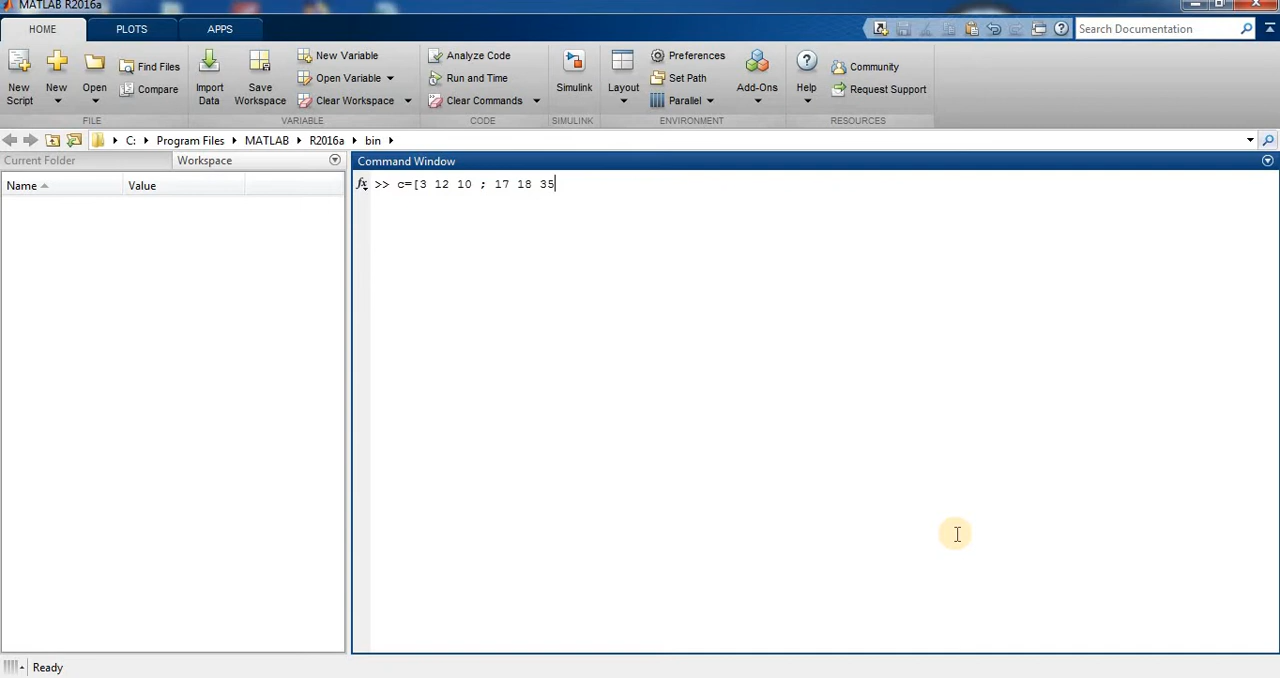 MATLAB R2016a
HOME PLOTS APPS Search Documentation
New Script
New
Open
Find Files
Compare
FILE
Import Data
Save Workspace
New Variable
Open Variable
Clear Workspace
VARIABLE
Analyze Code
Run and Time
Clear Commands
CODE
Simulink
SIMULINK
Layout
Preferences
Set Path
Parallel
Add-Ons
ENVIRONMENT
Help
Community
Request Support
RESOURCES
C: Program Files MATLAB R2016a bin
Current Folder Workspace
Name Value
Command Window
fx >> c=[3 12 10 ; 17 18 35
Ready